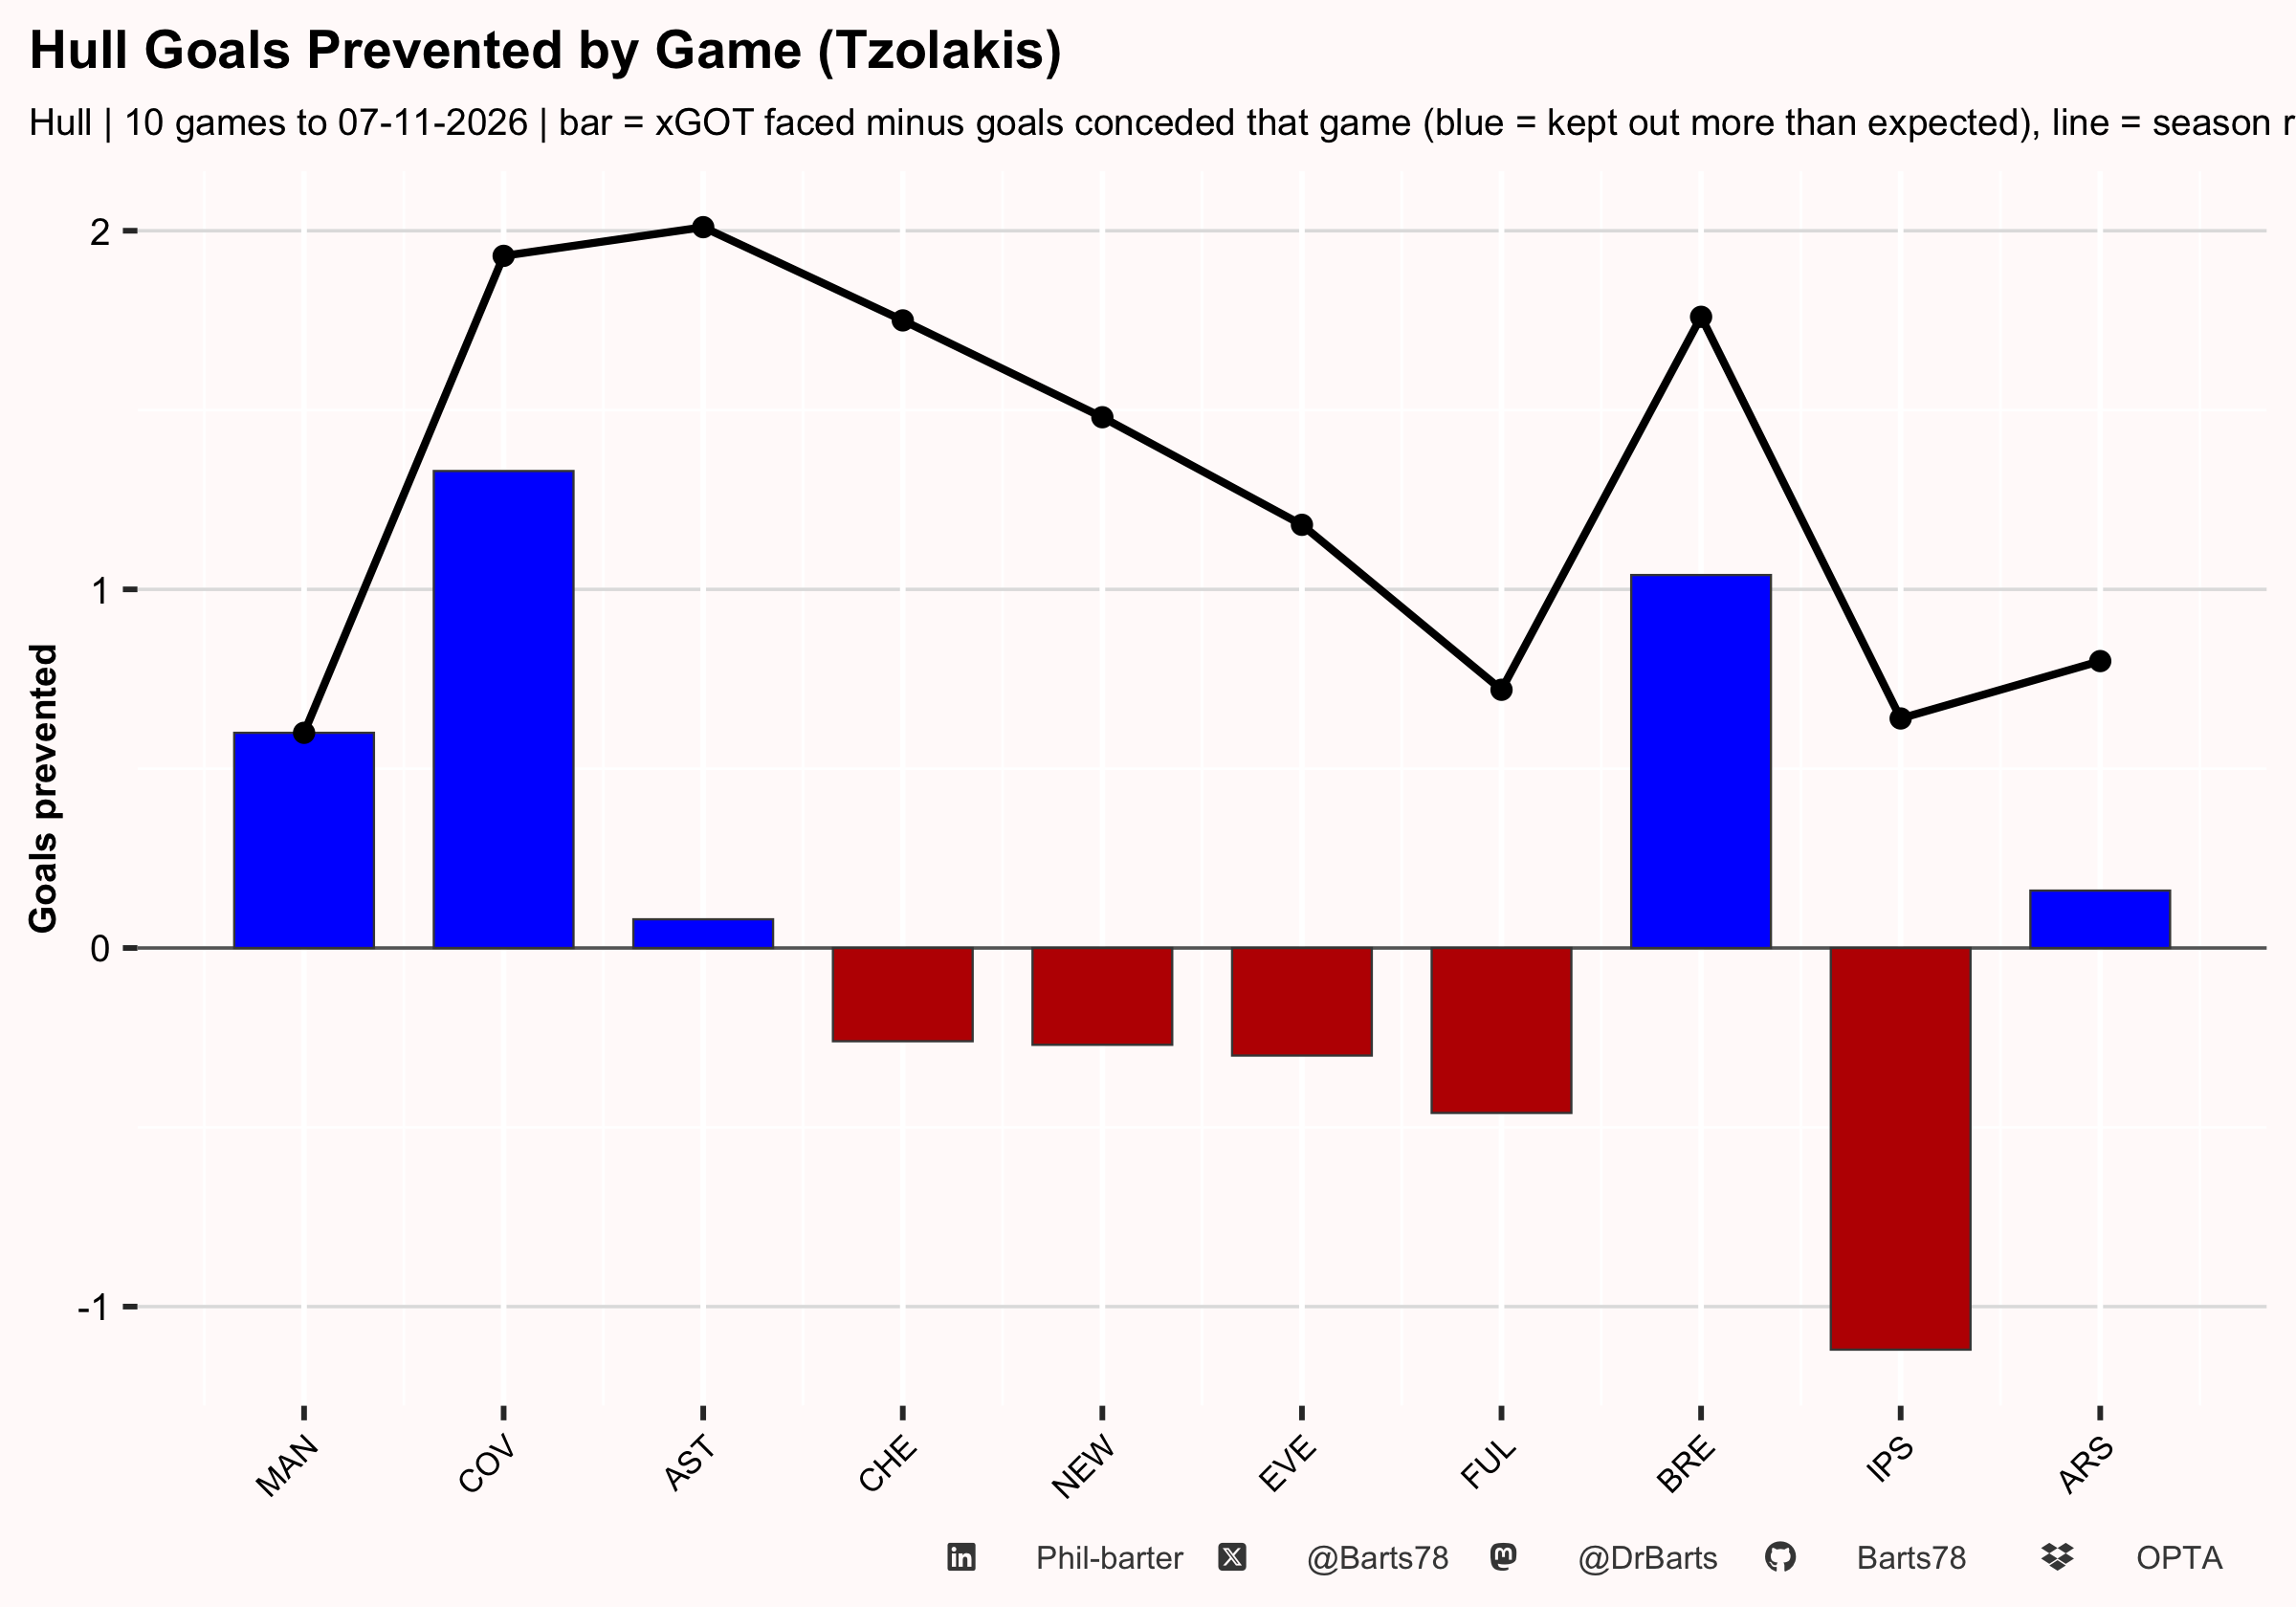 Hull Goals Prevented by Game (Tzolakis)
Hull | 10 games to 07-11-2026 | bar = xGOT faced minus goals conceded that game (blue = kept out more than expected), line = season r
Goals prevented
2
1
0
-1
MAN
COV
AST
CHE
NEW
EVE
FUL
BRE
IPS
ARS
Phil-barter @Barts78 @DrBarts Barts78 OPTA